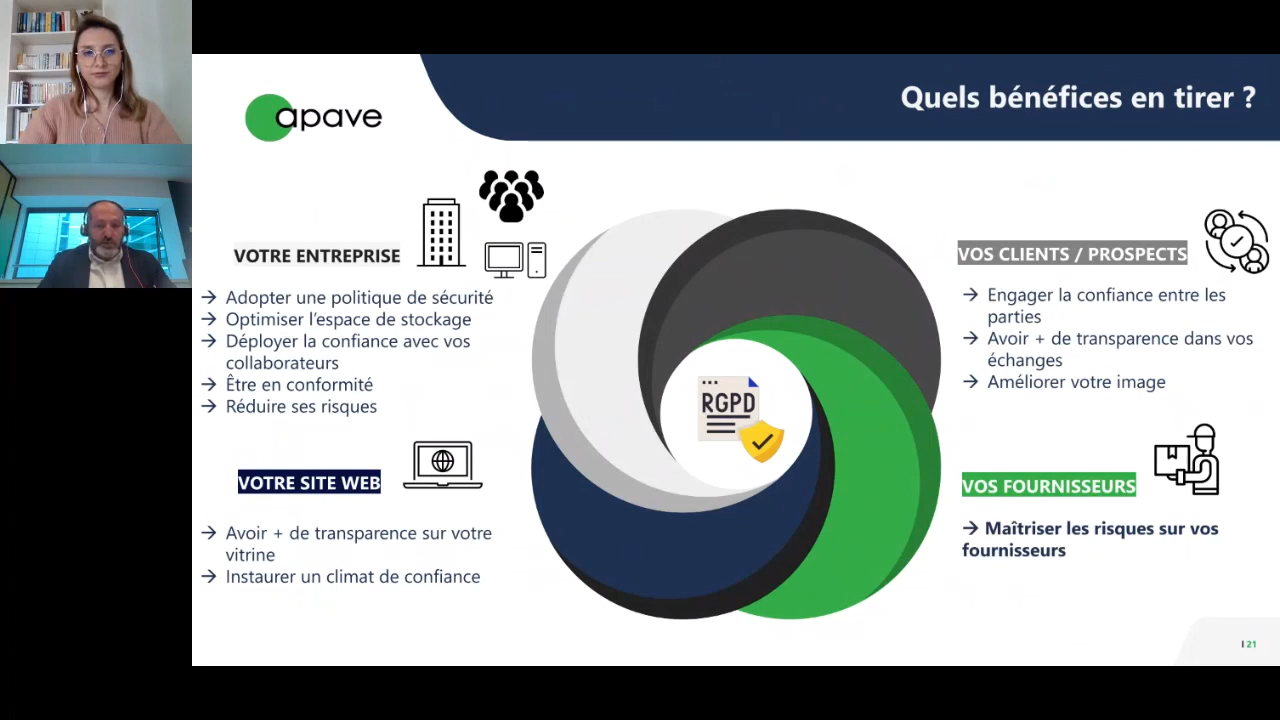 apave
Quels bénéfices en tirer ?
VOTRE ENTREPRISE
→ Adopter une politique de sécurité
→ Optimiser l'espace de stockage
→ Déployer la confiance avec vos
collaborateurs
→ Être en conformité
→ Réduire ses risques
VOTRE SITE WEB
→ Avoir + de transparence sur votre
vitrine
→ Instaurer un climat de confiance
RGPD
VOS CLIENTS / PROSPECTS
→ Engager la confiance entre les
parties
→ Avoir + de transparence dans vos
échanges
→ Améliorer votre image
VOS FOURNISSEURS
→ Maîtriser les risques sur vos
fournisseurs
I 21